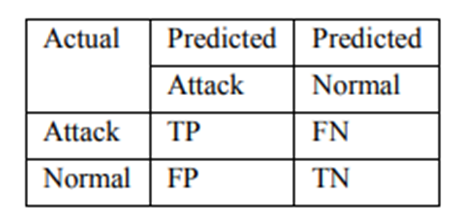 Actual Predicted Predicted
Attack Normal
Attack TP FN
Normal FP TN